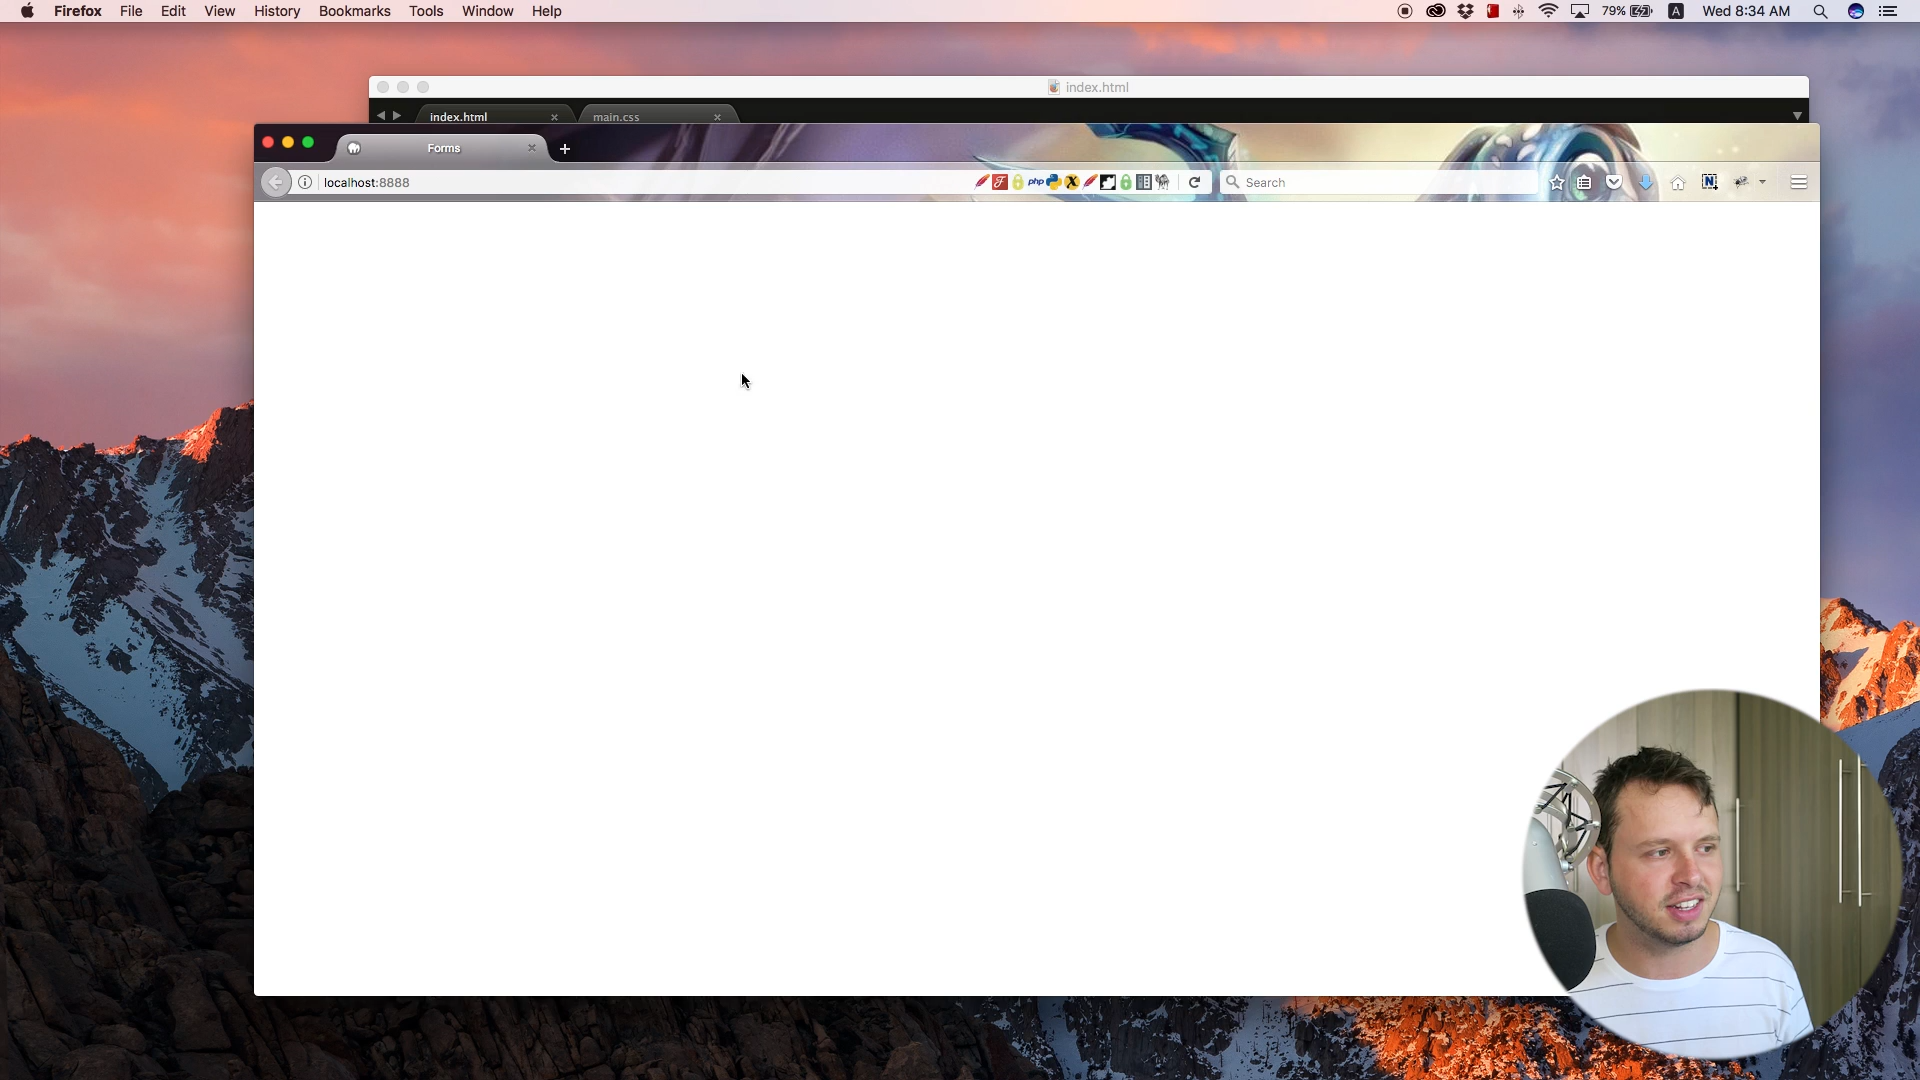 Firefox File Edit View History Bookmarks Tools Window Help 79% A Wed 8:34 AM
index.html
index.html main.css
Forms
localhost:8888 php Search N